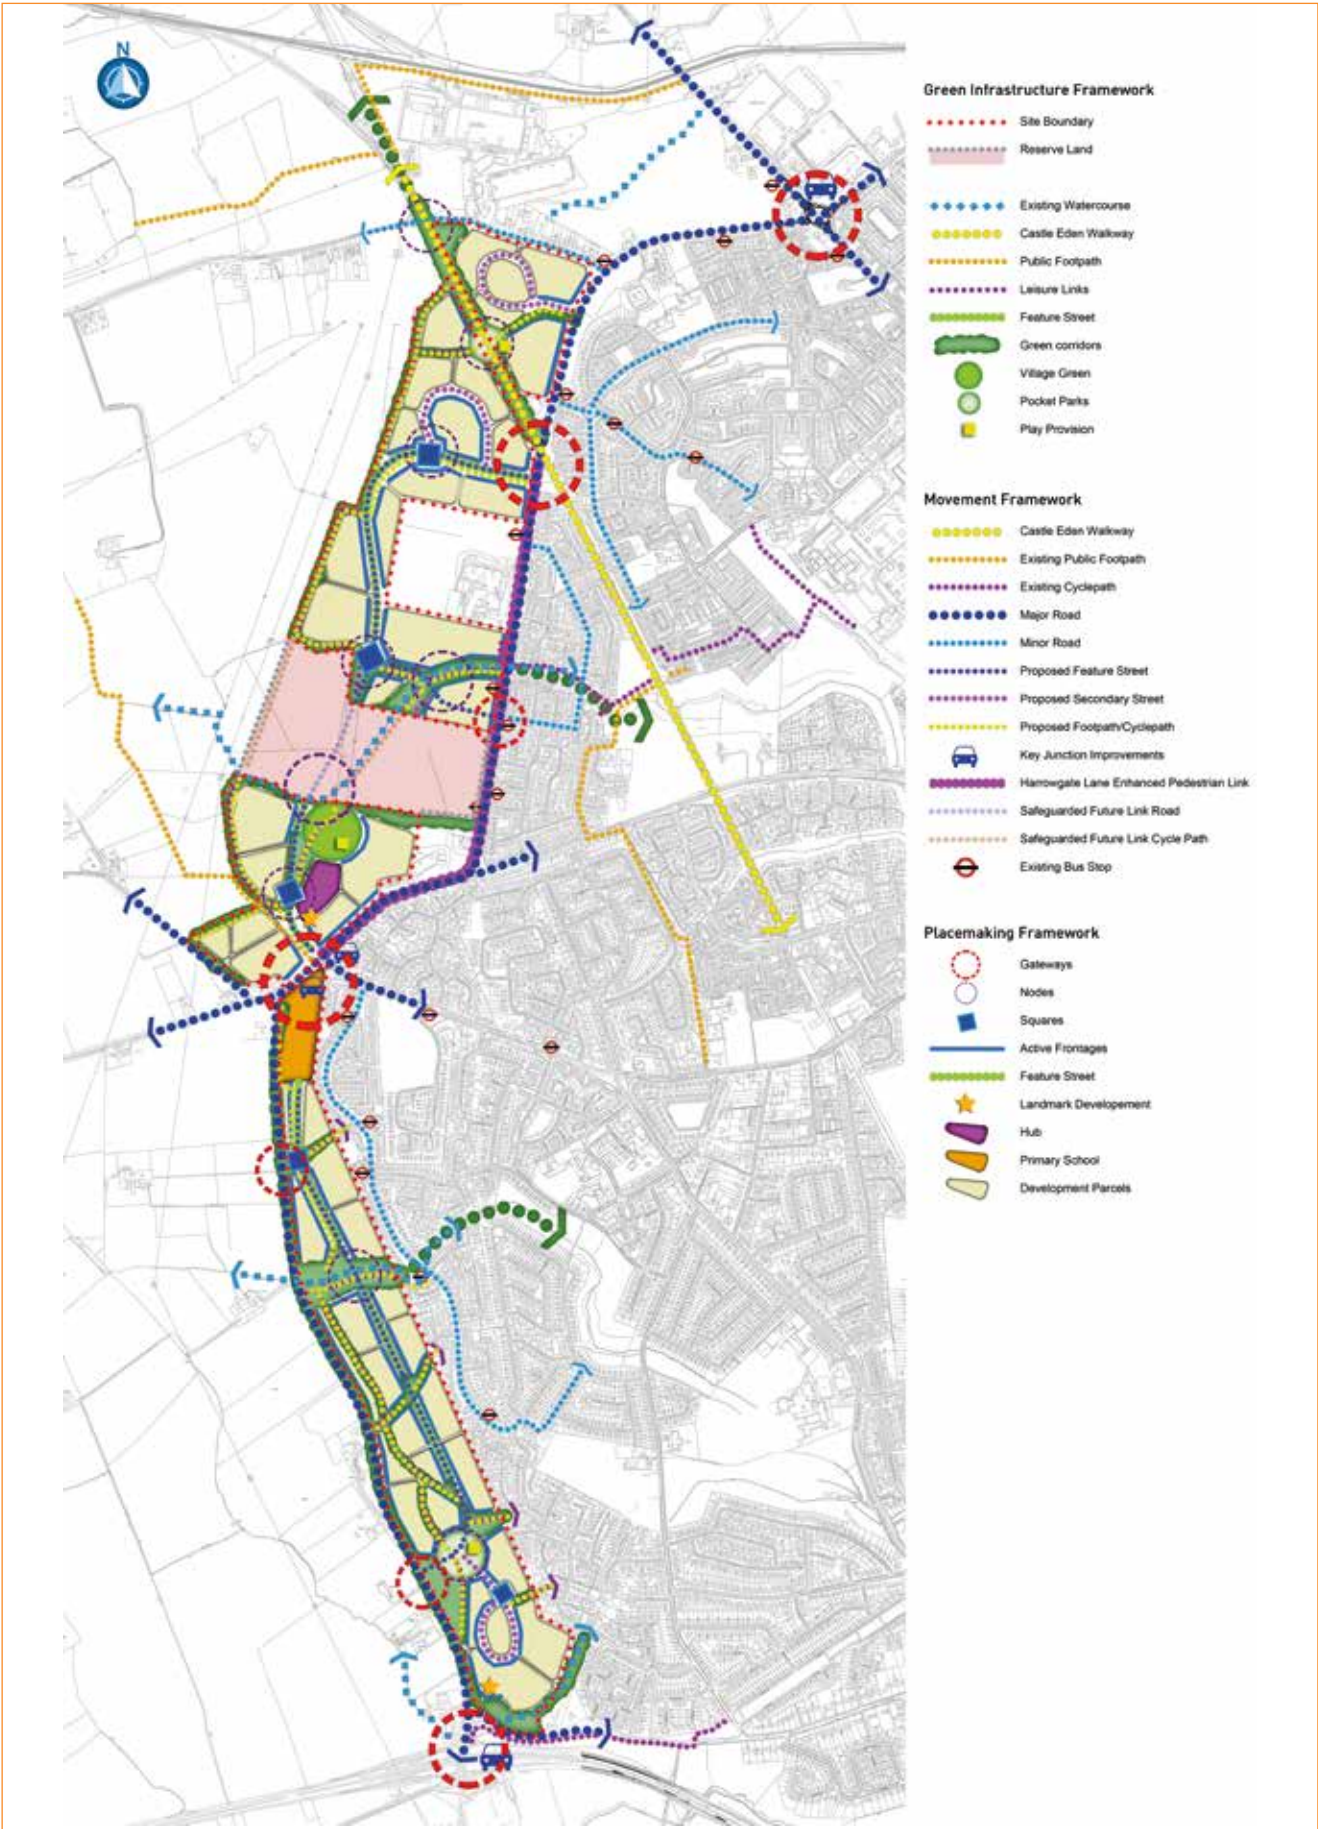 N
Green Infrastructure Framework
Site Boundary
Reserve Land
Existing Watercourse
Castle Eden Walkway
Public Footpath
Leisure Links
Feature Street
Green corridors
Village Green
Pocket Parks
Play Provision
Movement Framework
Castle Eden Walkway
Existing Public Footpath
Existing Cyclepath
Major Road
Minor Road
Proposed Feature Street
Proposed Secondary Street
Proposed Footpath/Cyclepath
Key Junction Improvements
Harrowgate Lane Enhanced Pedestrian Link
Safeguarded Future Link Road
Safeguarded Future Link Cycle Path
Existing Bus Stop
Placemaking Framework
Gateways
Nodes
Squares
Active Frontages
Feature Street
Landmark Developement
Hub
Primary School
Development Parcels